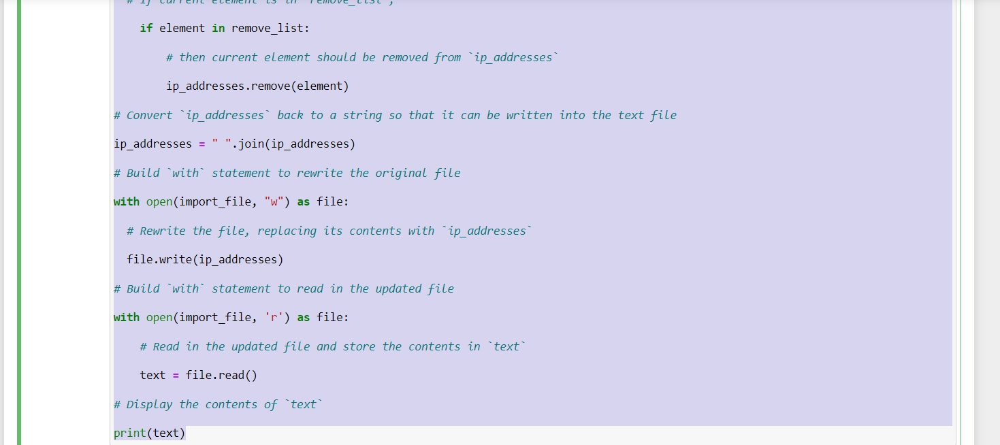 # If current element is in `remove_list`,
if element in remove_list:
# then current element should be removed from `ip_addresses`
ip_addresses.remove(element)
# Convert `ip_addresses` back to a string so that it can be written into the text file
ip_addresses = " ".join(ip_addresses)
# Build `with` statement to rewrite the original file
with open(import_file, "w") as file:
# Rewrite the file, replacing its contents with `ip_addresses`
file.write(ip_addresses)
# Build `with` statement to read in the updated file
with open(import_file, 'r') as file:
# Read in the updated file and store the contents in `text`
text = file.read()
# Display the contents of `text`
print(text)